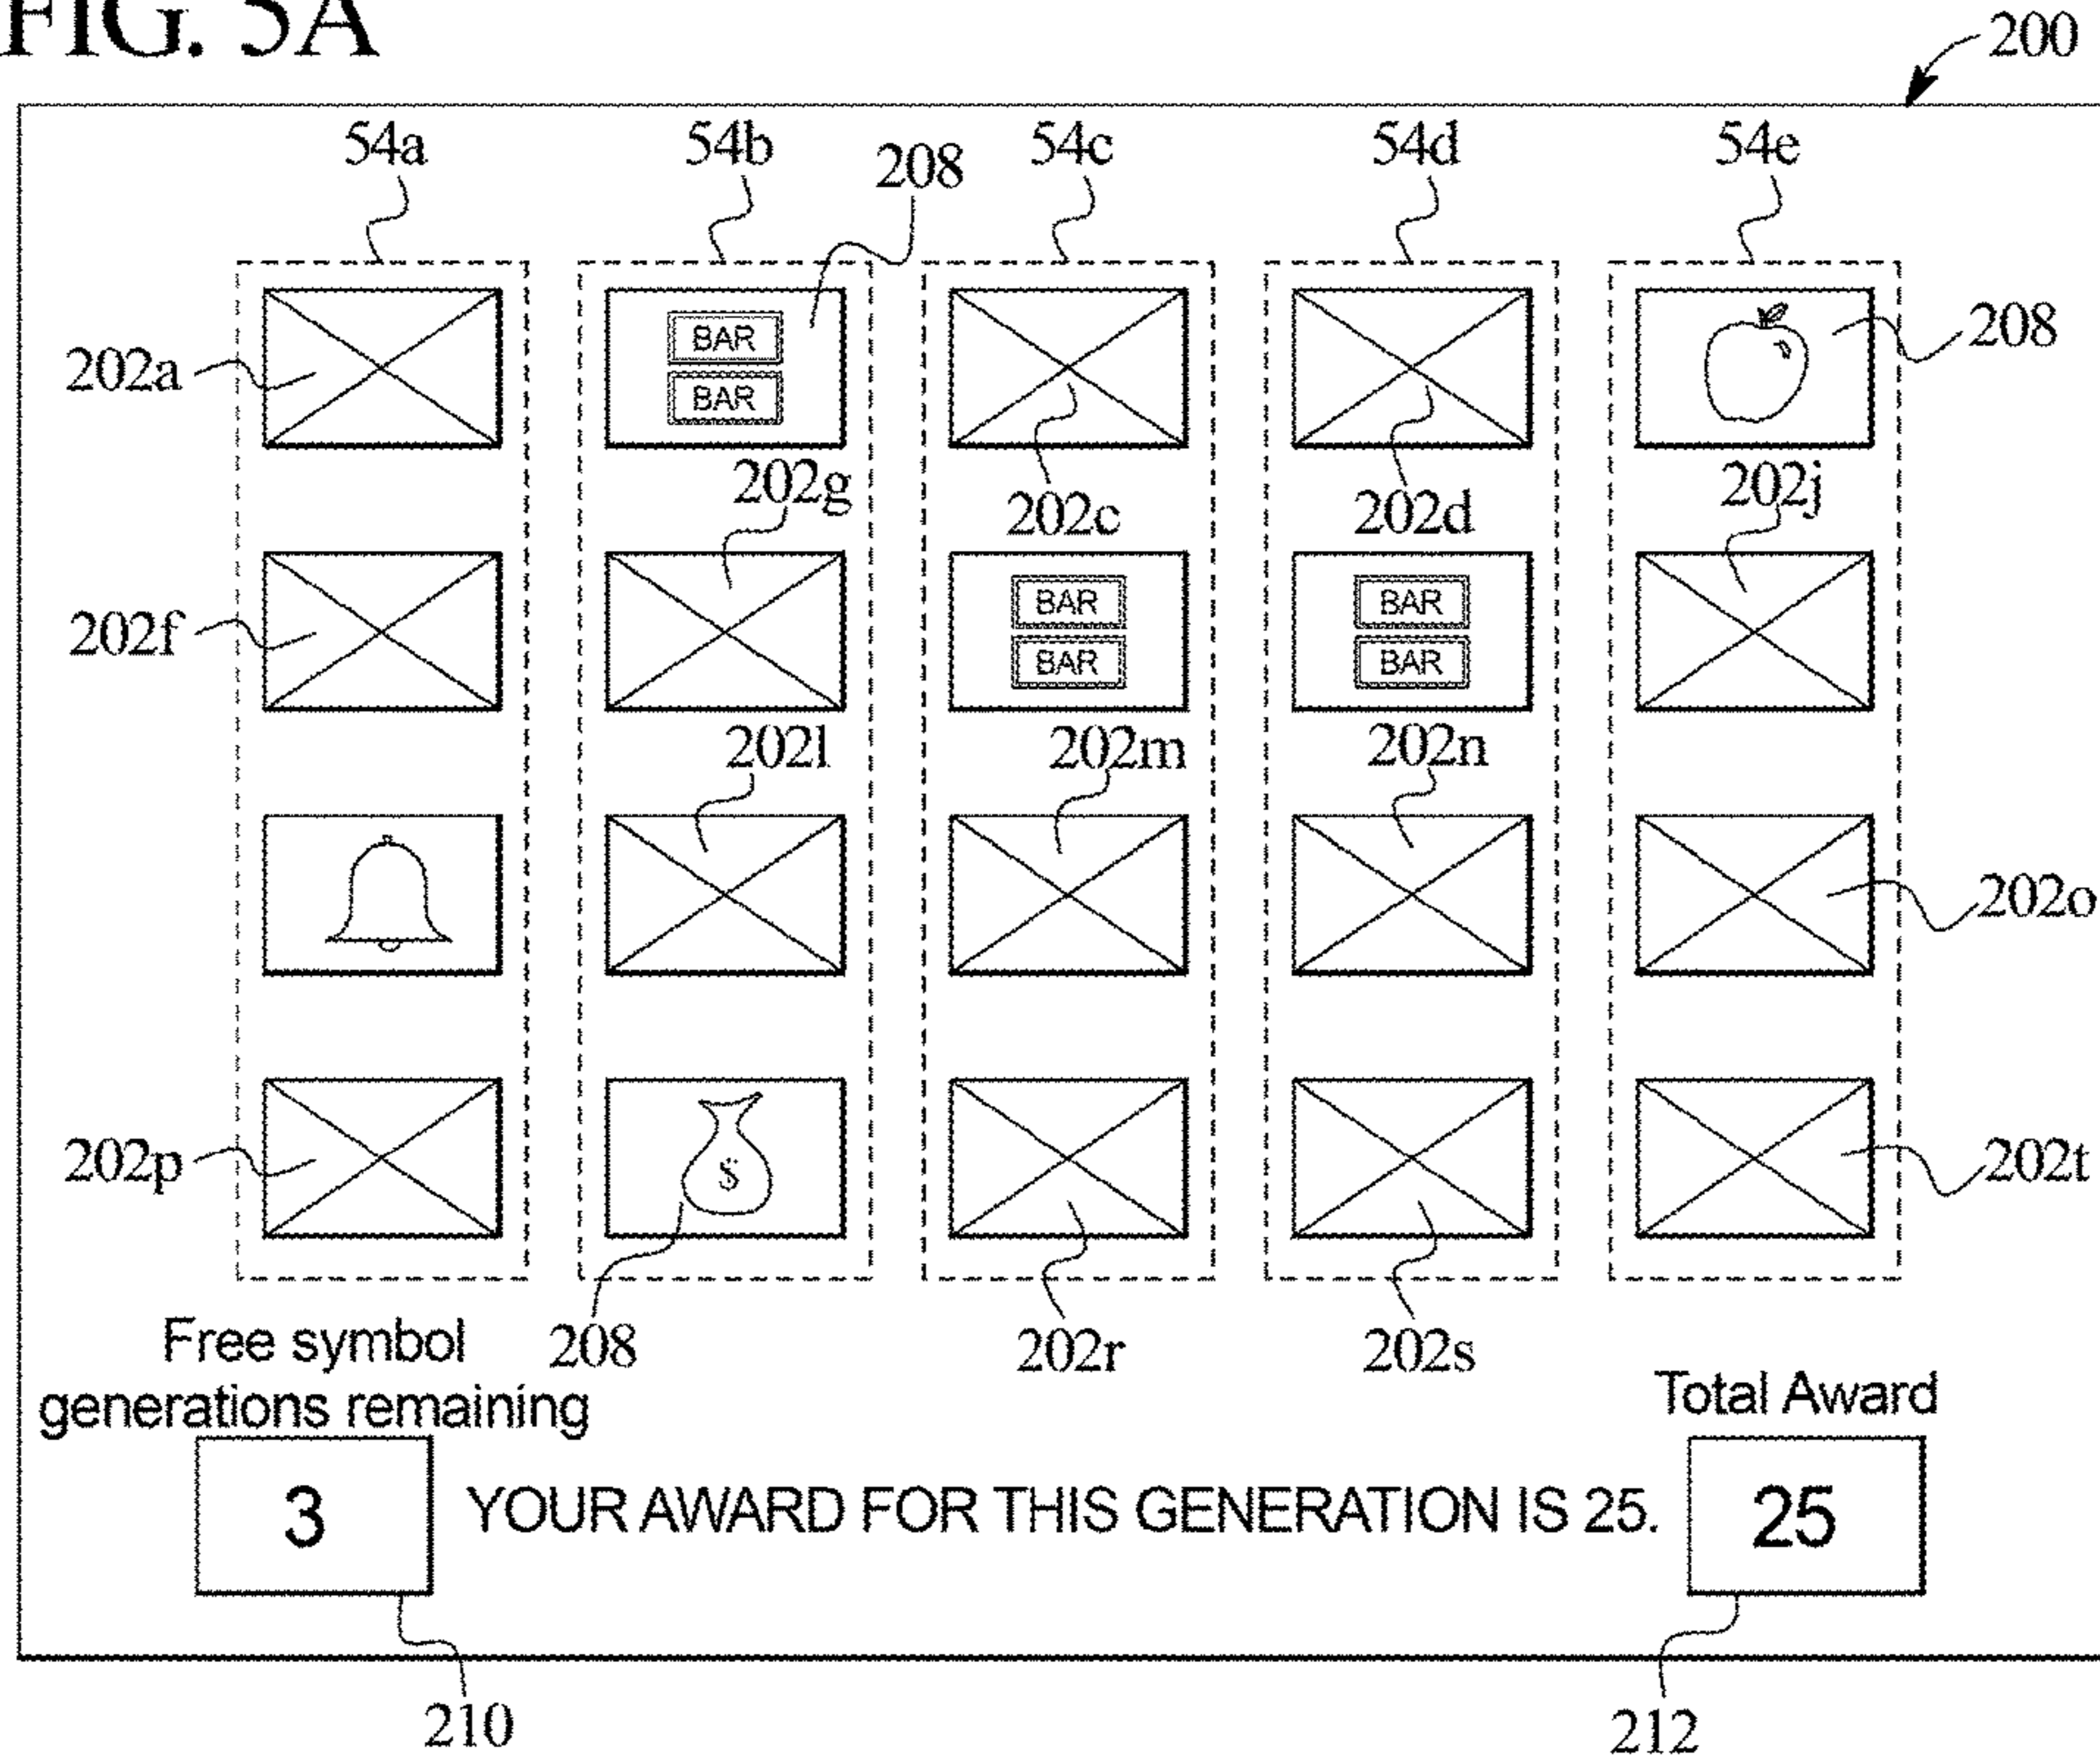 FIG. 5A
200
54a 54b 208 54c 54d 54e
BAR
BAR
202a
208
202g 202c 202d 202j
BAR BAR
BAR BAR
202f
202l 202m 202n
202o
202p
$
202t
208 202r 202s
Free symbol
generations remaining
Total Award
3
YOUR AWARD FOR THIS GENERATION IS 25.
25
210 212